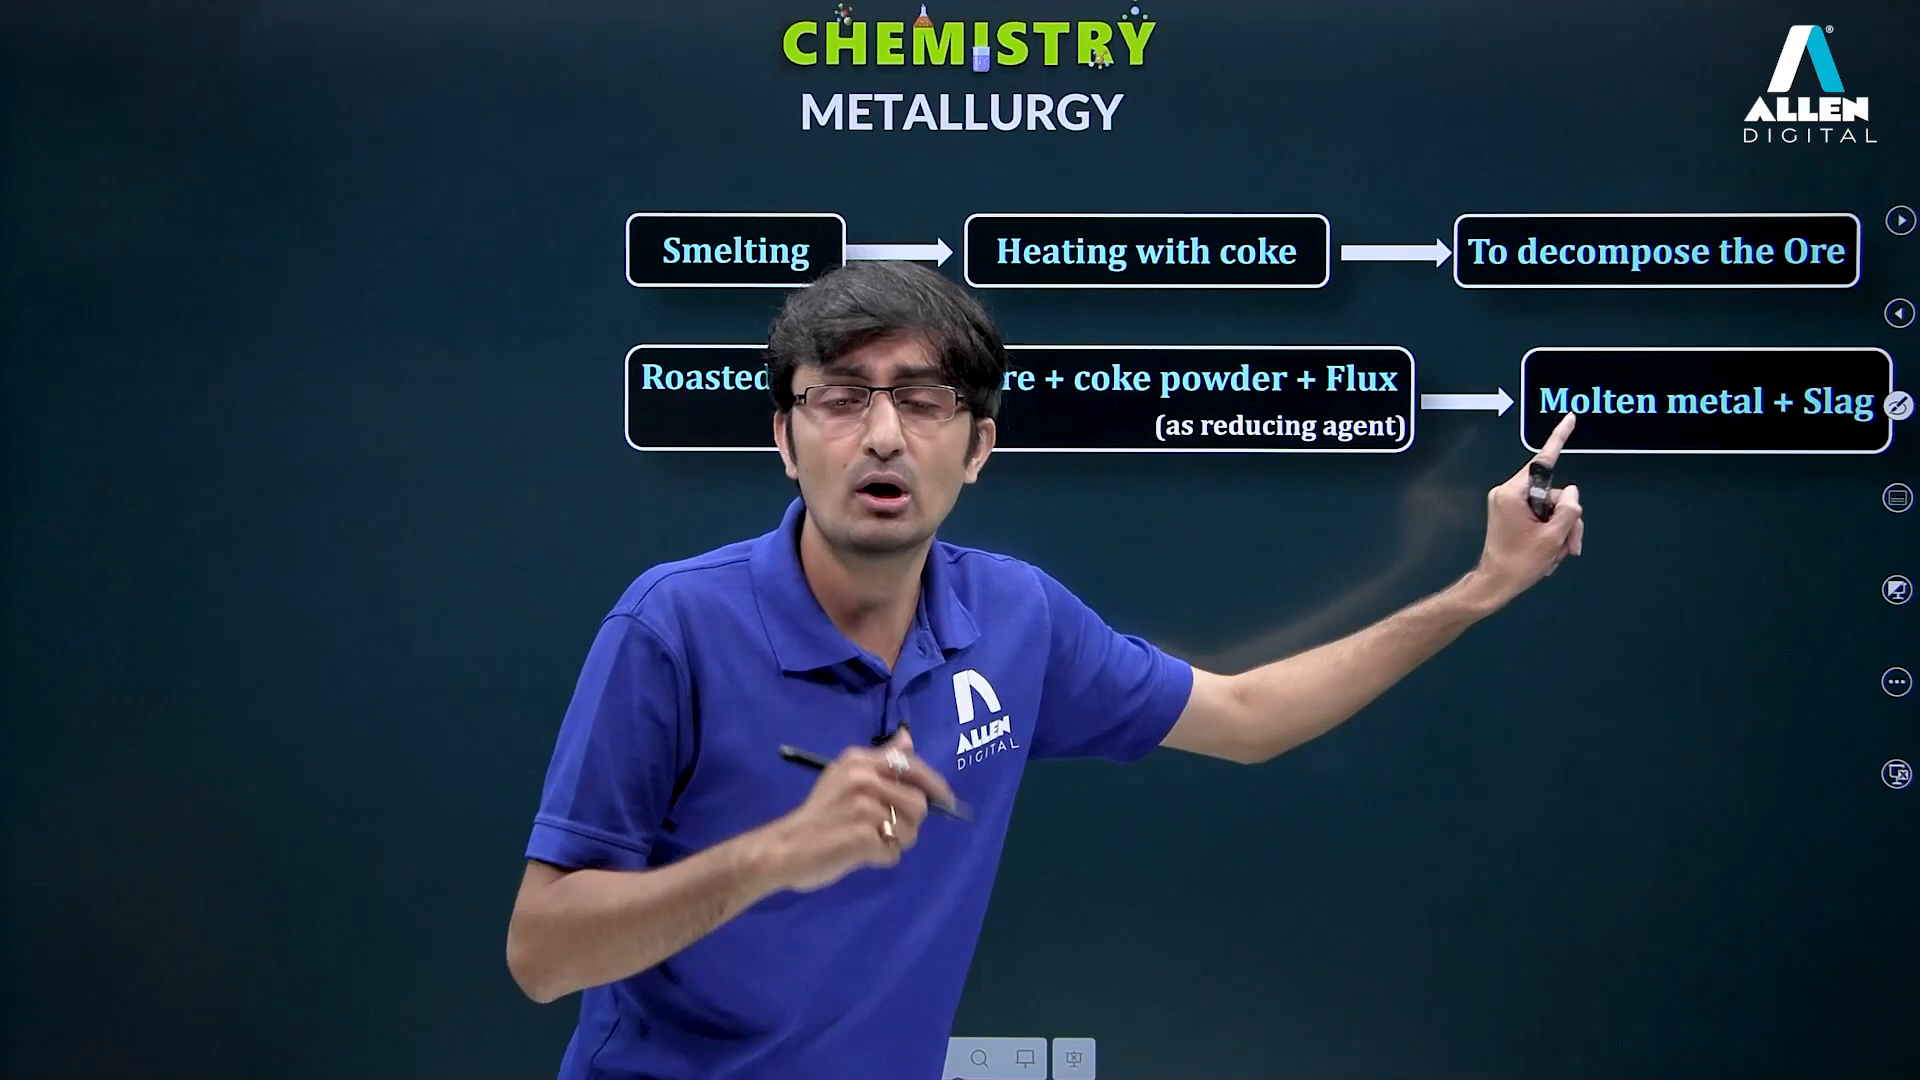 CHEMISTRY
METALLURGY
ALLEN
DIGITAL
Smelting
Heating with coke
To decompose the Ore
Roasted re + coke powder + Flux
(as reducing agent)
Molten metal + Slag
ALLEN
DIGITAL